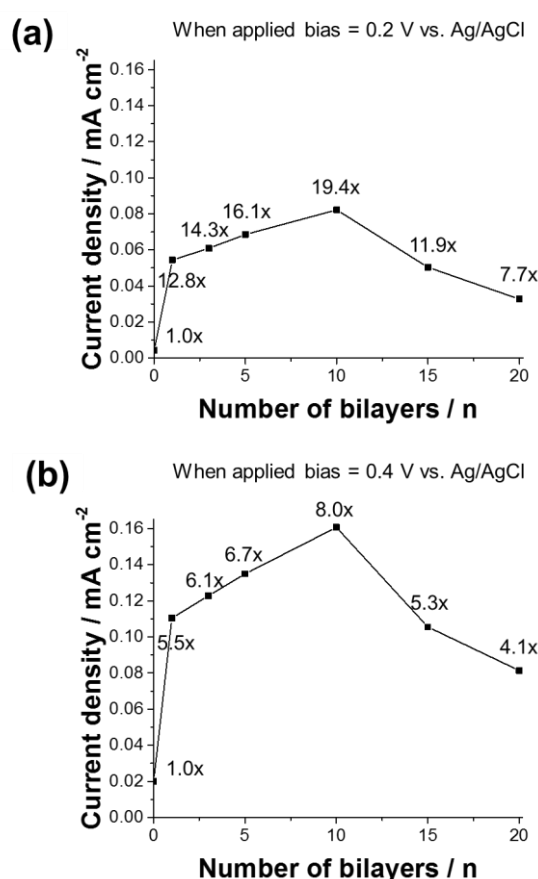 (a)
When applied bias = 0.2 V vs. Ag/AgCl
Current density / mA cm⁻²
0.16
0.14
0.12
0.10
0.08
0.06
0.04
0.02
0.00
1.0x
12.8x
14.3x
16.1x
19.4x
11.9x
7.7x
0 5 10 15 20
Number of bilayers / n
(b)
When applied bias = 0.4 V vs. Ag/AgCl
Current density / mA cm⁻²
0.16
0.14
0.12
0.10
0.08
0.06
0.04
0.02
0.00
1.0x
5.5x
6.1x
6.7x
8.0x
5.3x
4.1x
0 5 10 15 20
Number of bilayers / n